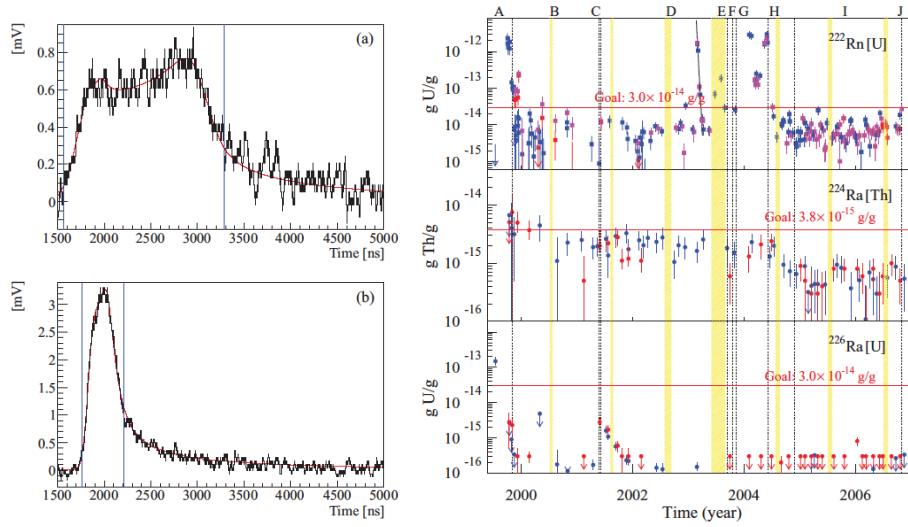 [mV]
(a)
0.8
0.6
0.4
0.2
0
1500 2000 2500 3000 3500 4000 4500 5000
Time [ns]
[mV]
(b)
3
2.5
2
1.5
1
0.5
0
1500 2000 2500 3000 3500 4000 4500 5000
Time [ns]
A B C D E F G H I J
g U/g
10 -12
10 -13
10 -14
10 -15
²²²Rn [U]
Goal: 3.0× 10 -14 g/g
g Th/g
10 -14
10 -15
10 -16
²²⁴Ra [Th]
Goal: 3.8× 10 -15 g/g
g U/g
10 -13
10 -14
10 -15
10 -16
²²⁶Ra [U]
Goal: 3.0× 10 -14 g/g
2000 2002 2004 2006
Time (year)